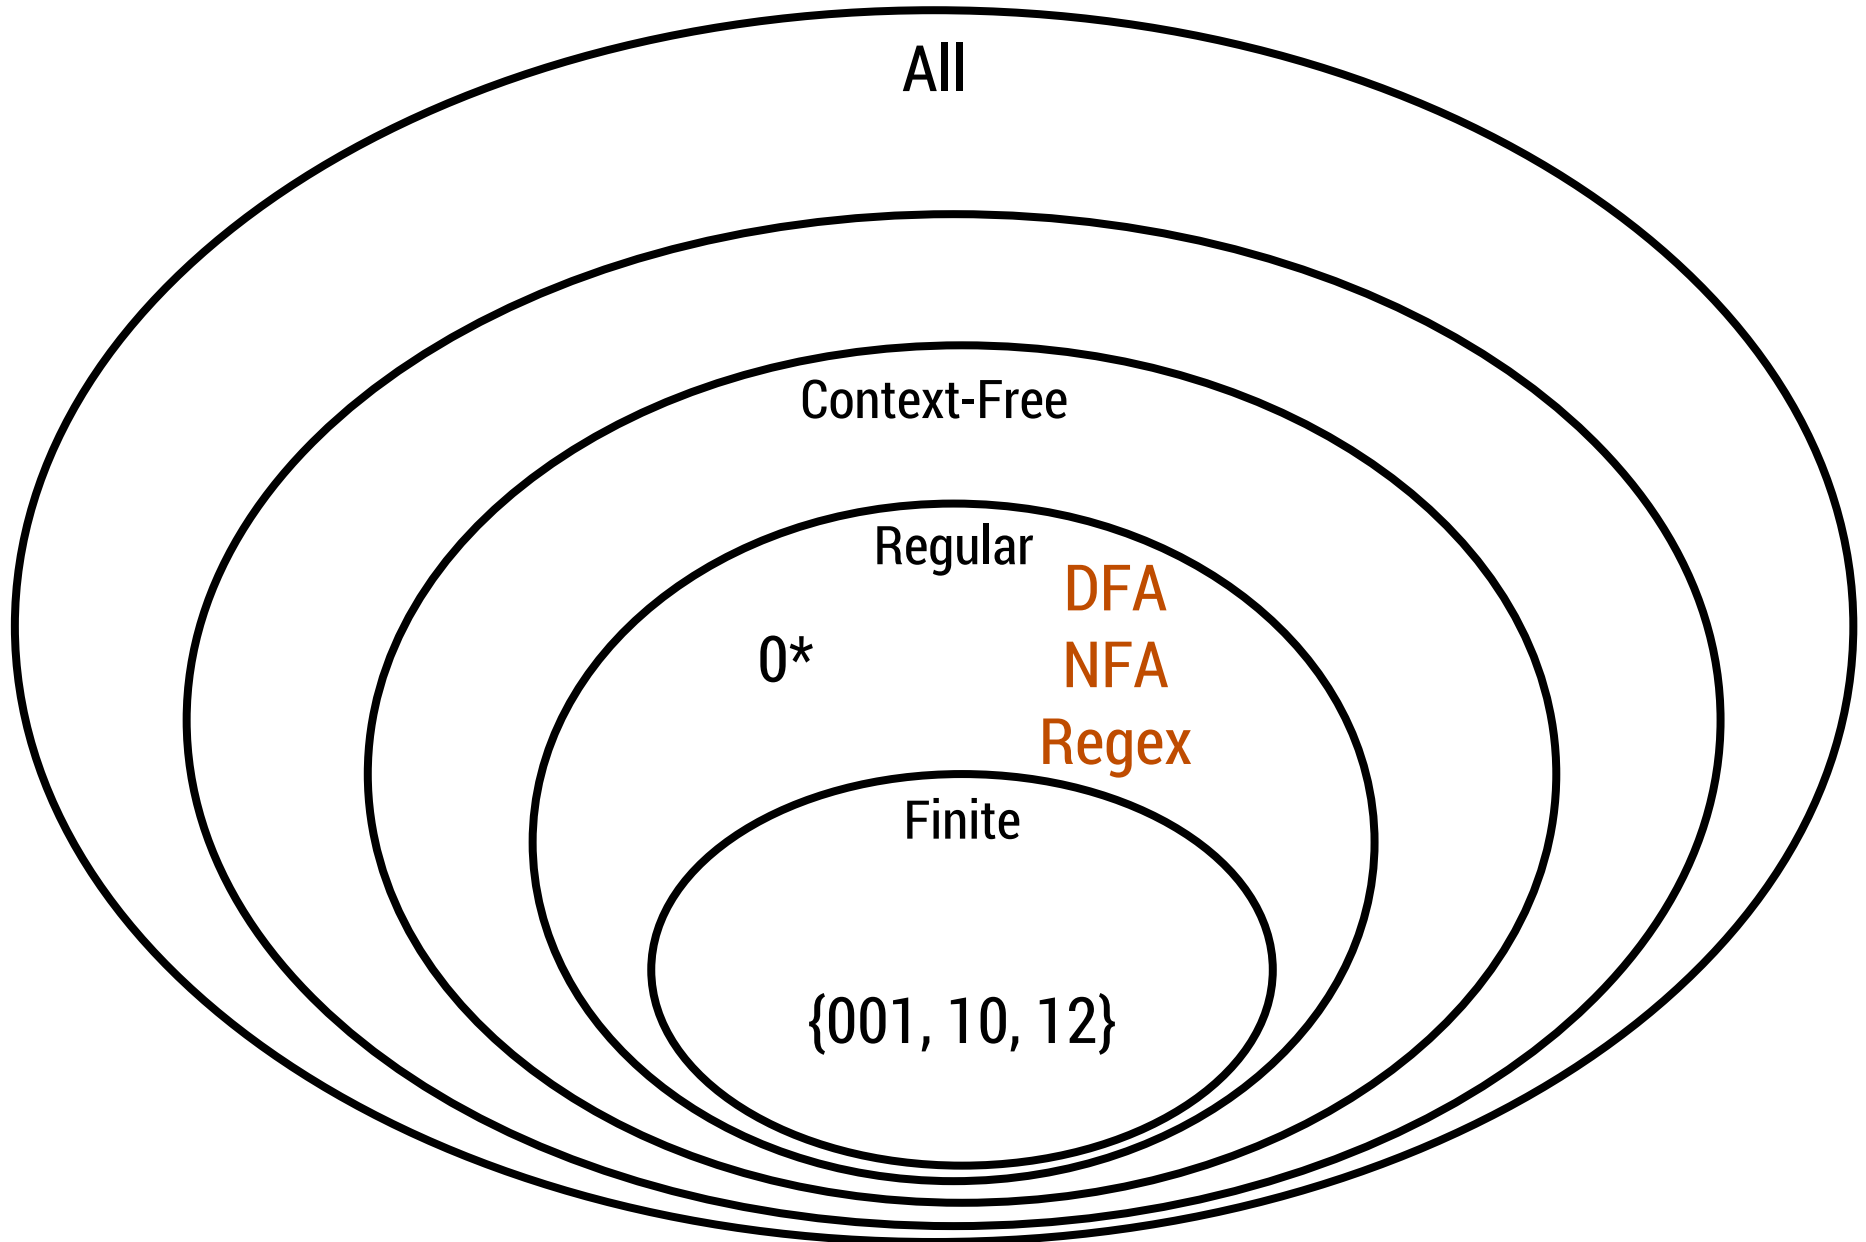 All
Context-Free
Regular
DFA
0*
NFA
Regex
Finite
{001, 10, 12}